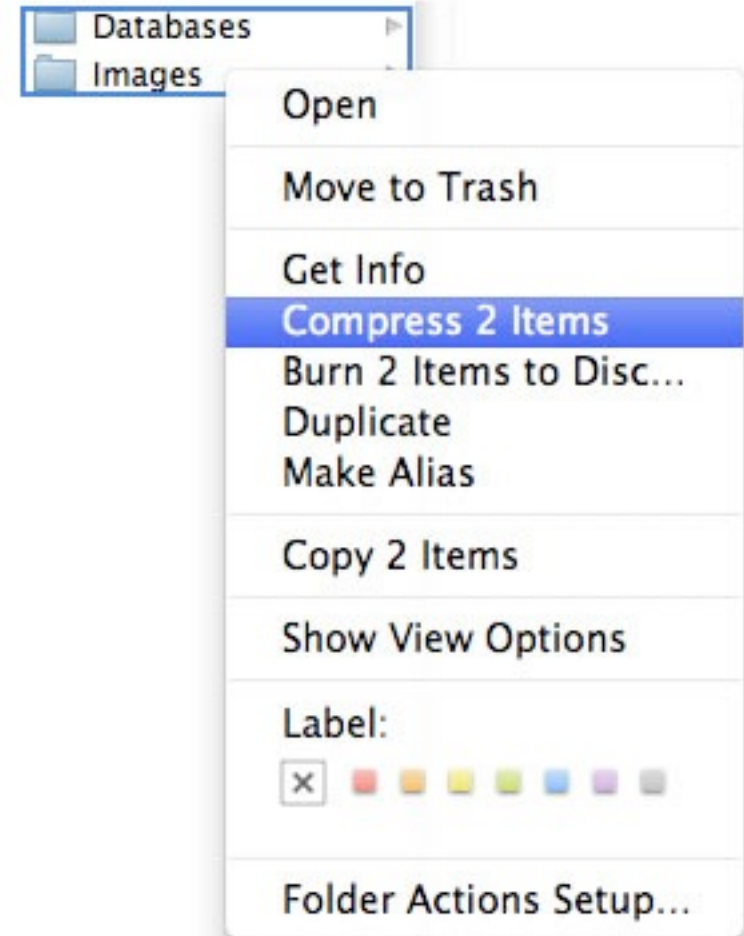 Databases
Images
Open
Move to Trash
Get Info
Compress 2 Items
Burn 2 Items to Disc...
Duplicate
Make Alias
Copy 2 Items
Show View Options
Label:
Folder Actions Setup...